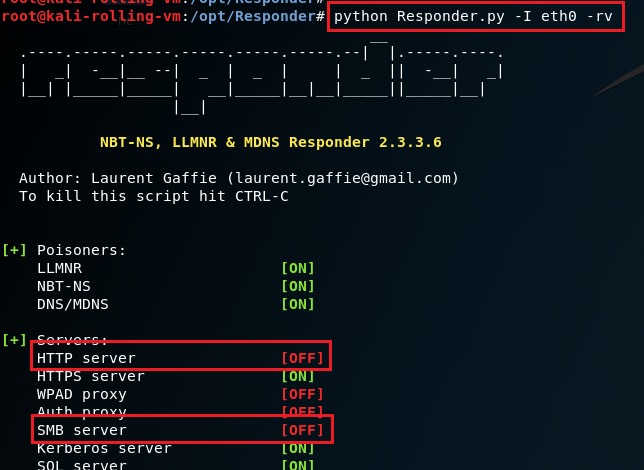 root@kali-rolling-vm:/opt/Responder#
root@kali-rolling-vm:/opt/Responder# python Responder.py -I eth0 -rv
NBT-NS, LLMNR & MDNS Responder 2.3.3.6
Author: Laurent Gaffie (laurent.gaffie@gmail.com)
To kill this script hit CTRL-C
[+] Poisoners:
LLMNR [ON]
NBT-NS [ON]
DNS/MDNS [ON]
[+] Servers:
HTTP server [OFF]
HTTPS server [ON]
WPAD proxy [OFF]
Auth proxy [OFF]
SMB server [OFF]
Kerberos server [ON]
SQL server [ON]